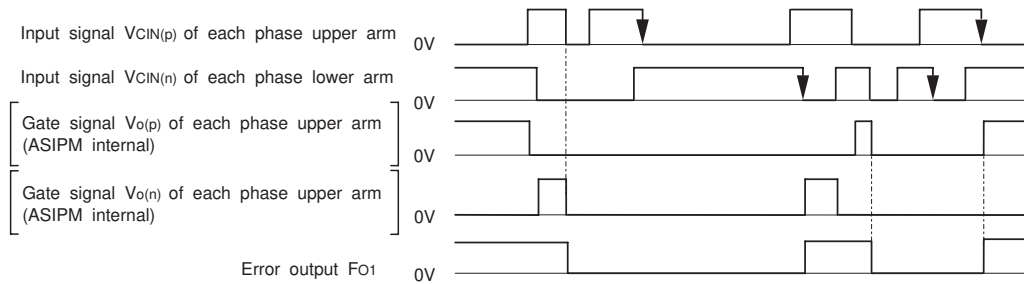 Input signal VCIN(p) of each phase upper arm 0V
Input signal VCIN(n) of each phase lower arm
0V
Gate signal Vo(p) of each phase upper arm
(ASIPM internal) 0V
Gate signal Vo(n) of each phase upper arm
(ASIPM internal) 0V
Error output FO1 0V